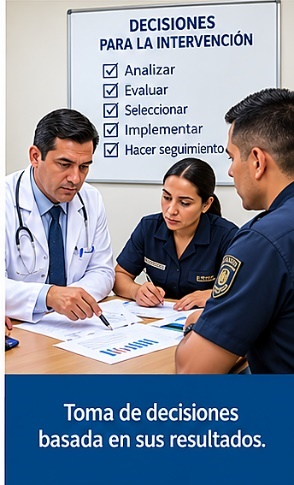 DECISIONES
PARA LA INTERVENCIÓN
Analizar
Evaluar
Seleccionar
Implementar
Hacer seguimiento
Toma de decisiones
basada en sus resultados.